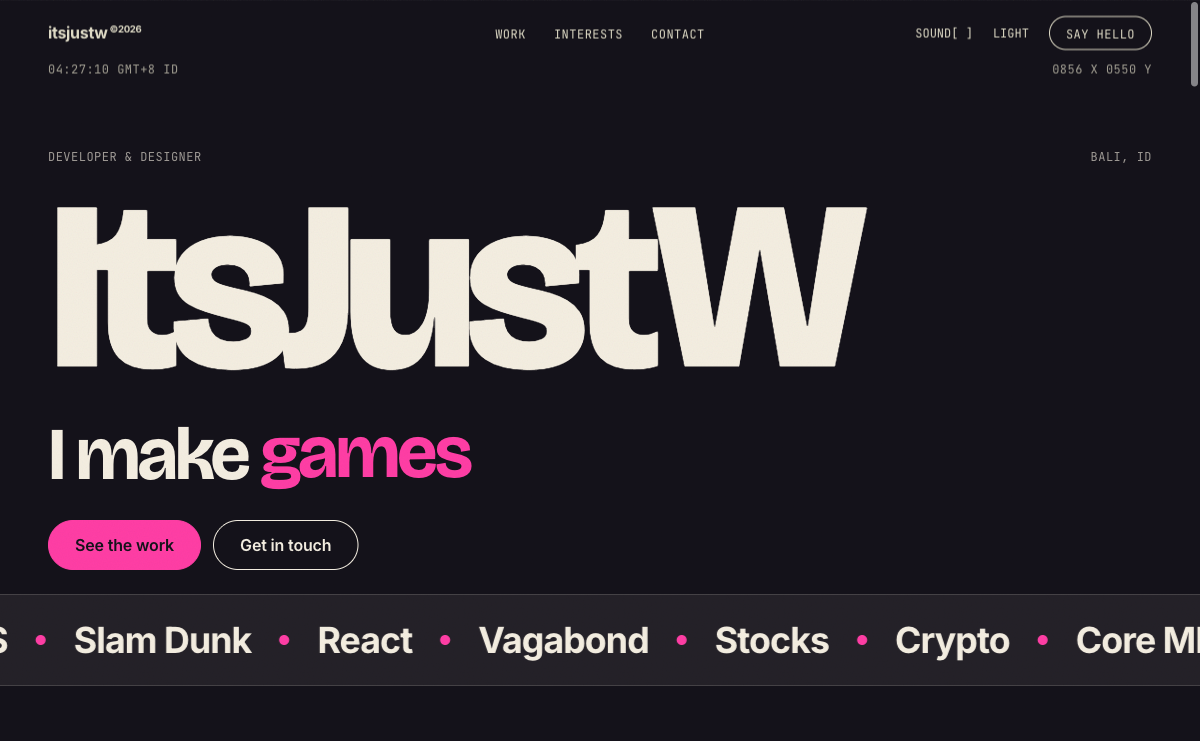 itsjustw ©2026
WORK INTERESTS CONTACT
SOUND[ ] LIGHT SAY HELLO
04:27:10 GMT+8 ID
0856 X 0550 Y
DEVELOPER & DESIGNER
BALI, ID
ItsJustW
I make games
See the work Get in touch
S • Slam Dunk • React • Vagabond • Stocks • Crypto • Core